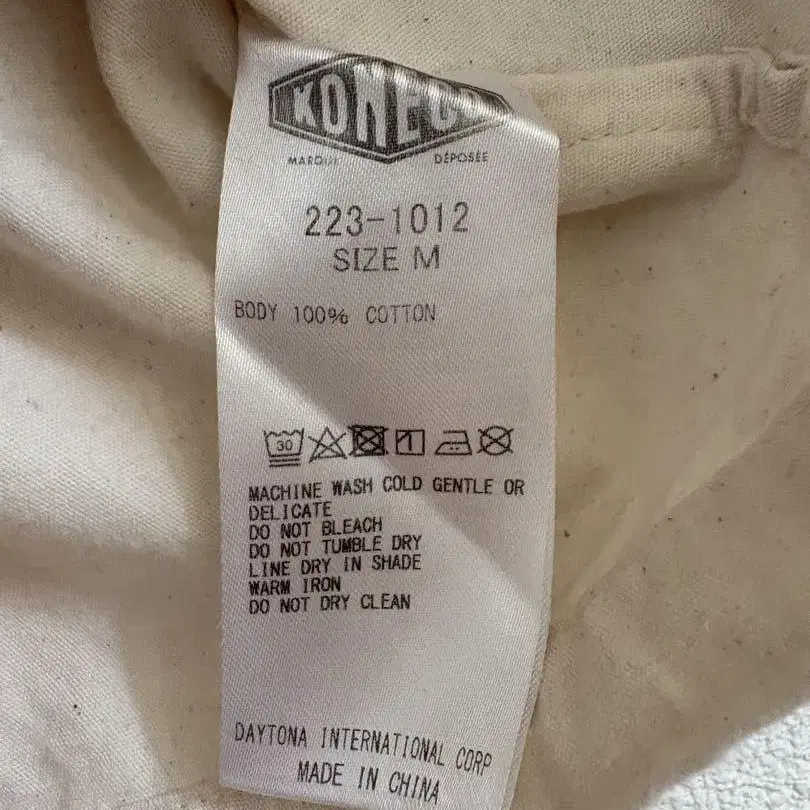 MARQUE DÉPOSÉE
223-1012
SIZE M
BODY 100% COTTON
30
MACHINE WASH COLD GENTLE OR
DELICATE
DO NOT BLEACH
DO NOT TUMBLE DRY
LINE DRY IN SHADE
WARM IRON
DO NOT DRY CLEAN
DAYTONA INTERNATIONAL CORP
MADE IN CHINA